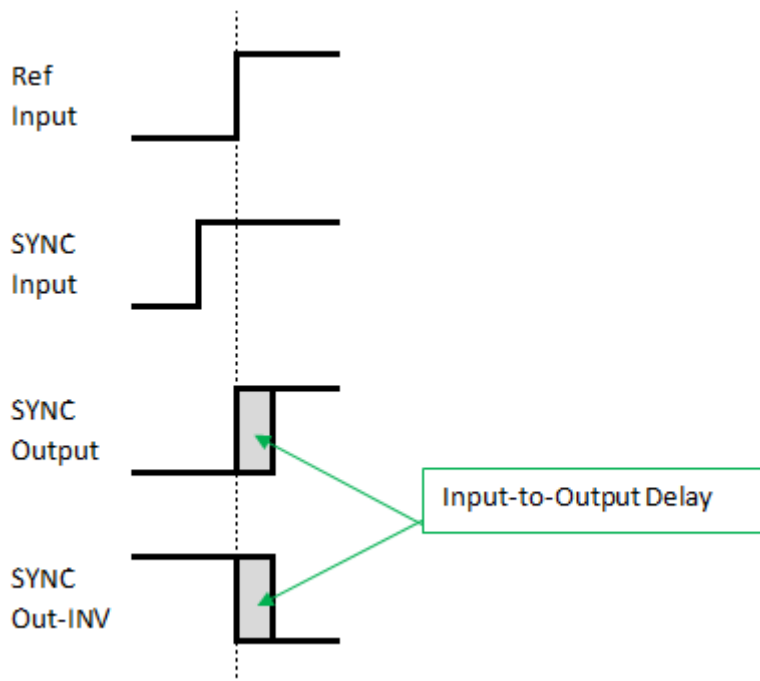 Ref
Input
SYNC
Input
SYNC
Output
Input-to-Output Delay
SYNC
Out-INV